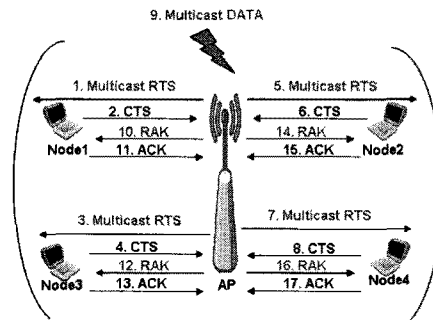 9. Multicast DATA
1. Multicast RTS
5. Multicast RTS
2. CTS
6. CTS
10. RAK
14. RAK
Node1
11. ACK
15. ACK
Node2
3. Multicast RTS
7. Multicast RTS
4. CTS
8. CTS
12. RAK
16. RAK
Node3
13. ACK
AP
17. ACK
Node4